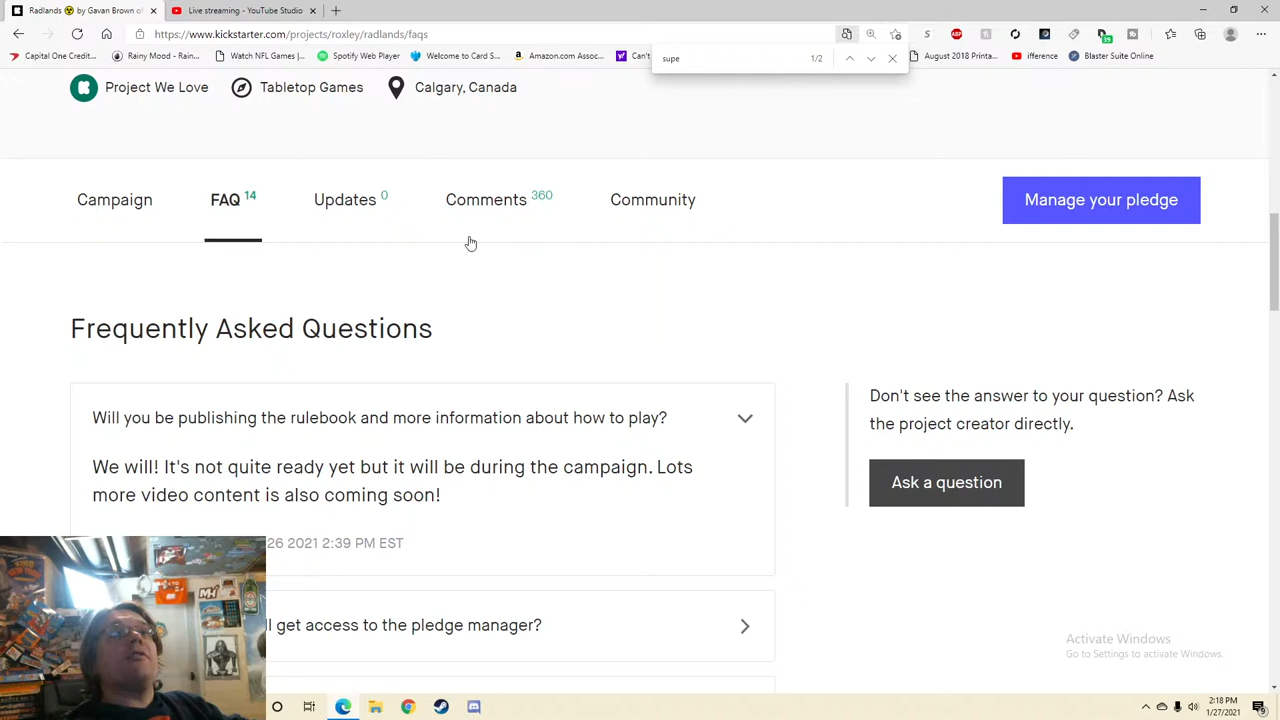 Radlands ☢ by Gavan Brown of
Live streaming - YouTube Studio
https://www.kickstarter.com/projects/roxley/radlands/faqs
Capital One Credit...
Rainy Mood - Rain...
Watch NFL Games |...
Spotify Web Player
Welcome to Card S...
Amazon.com Assoc...
Can't
August 2018 Printa...
ifference
Blaster Suite Online
supe
1/2
Project We Love
Tabletop Games
Calgary, Canada
Campaign
FAQ 14
Updates 0
Comments 360
Community
Manage your pledge
Frequently Asked Questions
Will you be publishing the rulebook and more information about how to play?
We will! It's not quite ready yet but it will be during the campaign. Lots
more video content is also coming soon!
26 2021 2:39 PM EST
Don't see the answer to your question? Ask
the project creator directly.
Ask a question
ll get access to the pledge manager?
Activate Windows
Go to Settings to activate Windows.
2:18 PM
1/27/2021